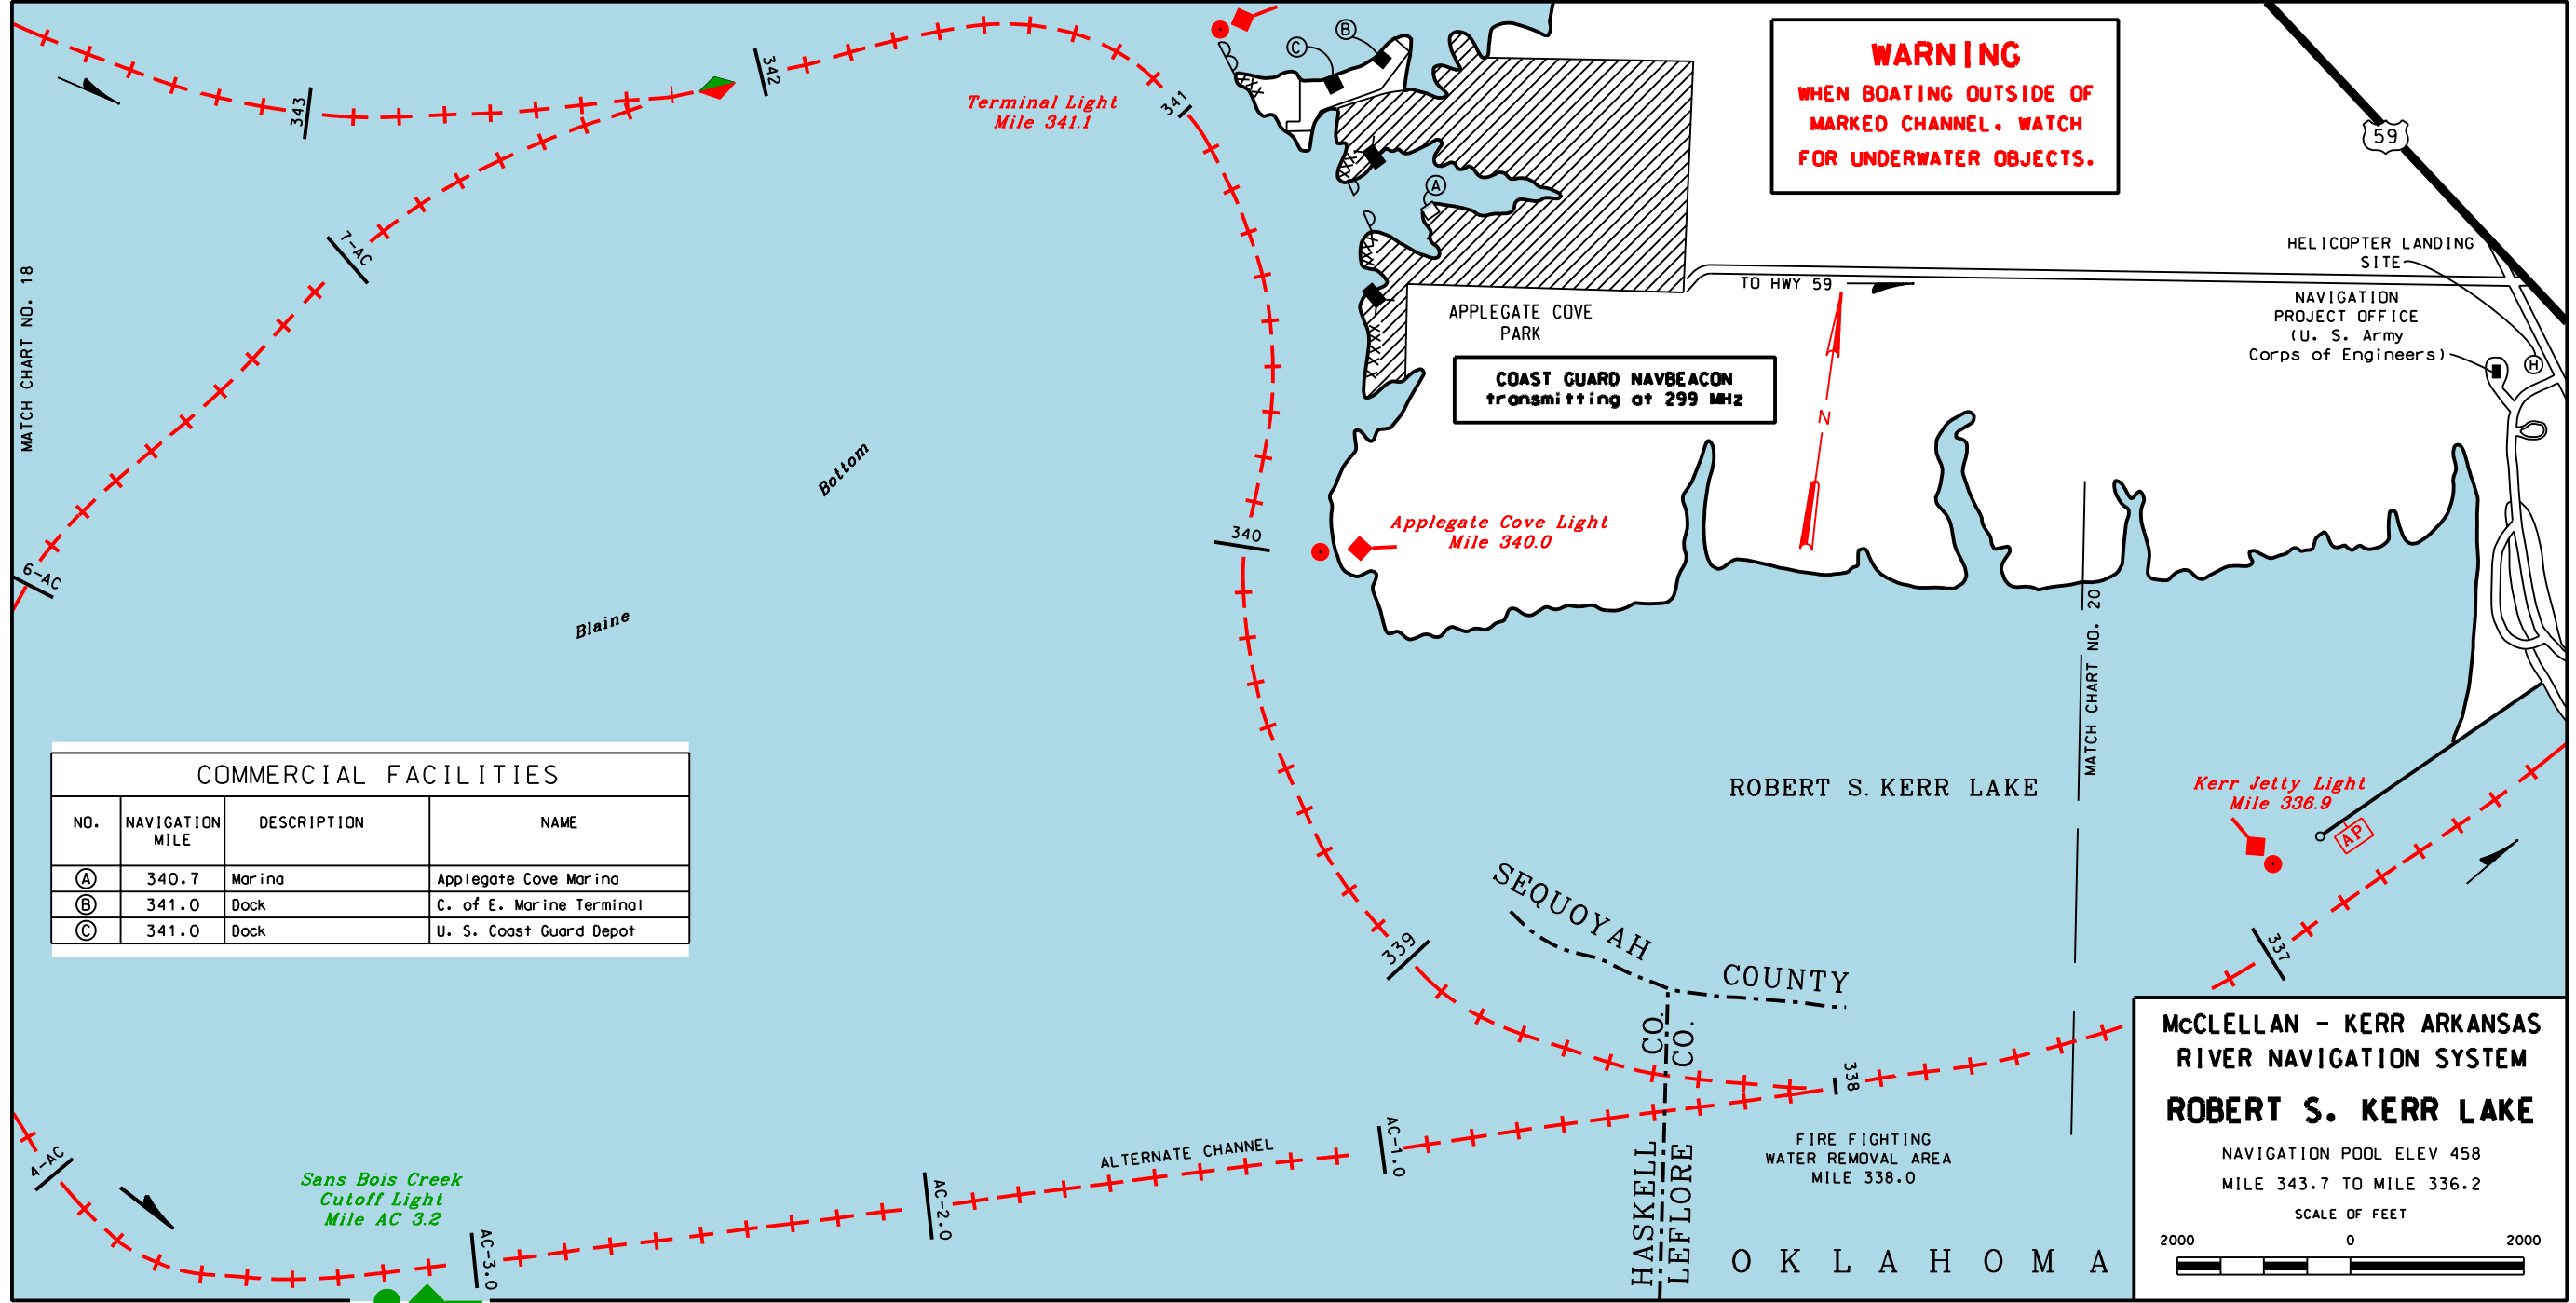 343
342
341
Terminal Light
Mile 341.1
C
B
A
WARNING
WHEN BOATING OUTSIDE OF
MARKED CHANNEL. WATCH
FOR UNDERWATER OBJECTS.
59
HELICOPTER LANDING
SITE
NAVIGATION
PROJECT OFFICE
(U. S. Army
Corps of Engineers)
H
TO HWY 59
APPLEGATE COVE
PARK
COAST GUARD NAVBEACON
transmitting at 299 MHz
N
7-AC
MATCH CHART NO. 18
6-AC
Bottom
Blaine
340
Applegate Cove Light
Mile 340.0
MATCH CHART NO. 20
ROBERT S. KERR LAKE
Kerr Jetty Light
Mile 336.9
AP
COMMERCIAL FACILITIES
NO.
NAVIGATION
MILE
DESCRIPTION
NAME
A 340.7 Marina Applegate Cove Marina
B 341.0 Dock C. of E. Marine Terminal
C 341.0 Dock U. S. Coast Guard Depot
339
SEQUOYAH
COUNTY
337
338
HASKELL CO.
LEFLORE CO.
4-AC
Sans Bois Creek
Cutoff Light
Mile AC 3.2
AC-3.0
AC-2.0
ALTERNATE CHANNEL
AC-1.0
FIRE FIGHTING
WATER REMOVAL AREA
MILE 338.0
OKLAHOMA
McCLELLAN - KERR ARKANSAS
RIVER NAVIGATION SYSTEM
ROBERT S. KERR LAKE
NAVIGATION POOL ELEV 458
MILE 343.7 TO MILE 336.2
SCALE OF FEET
2000 0 2000